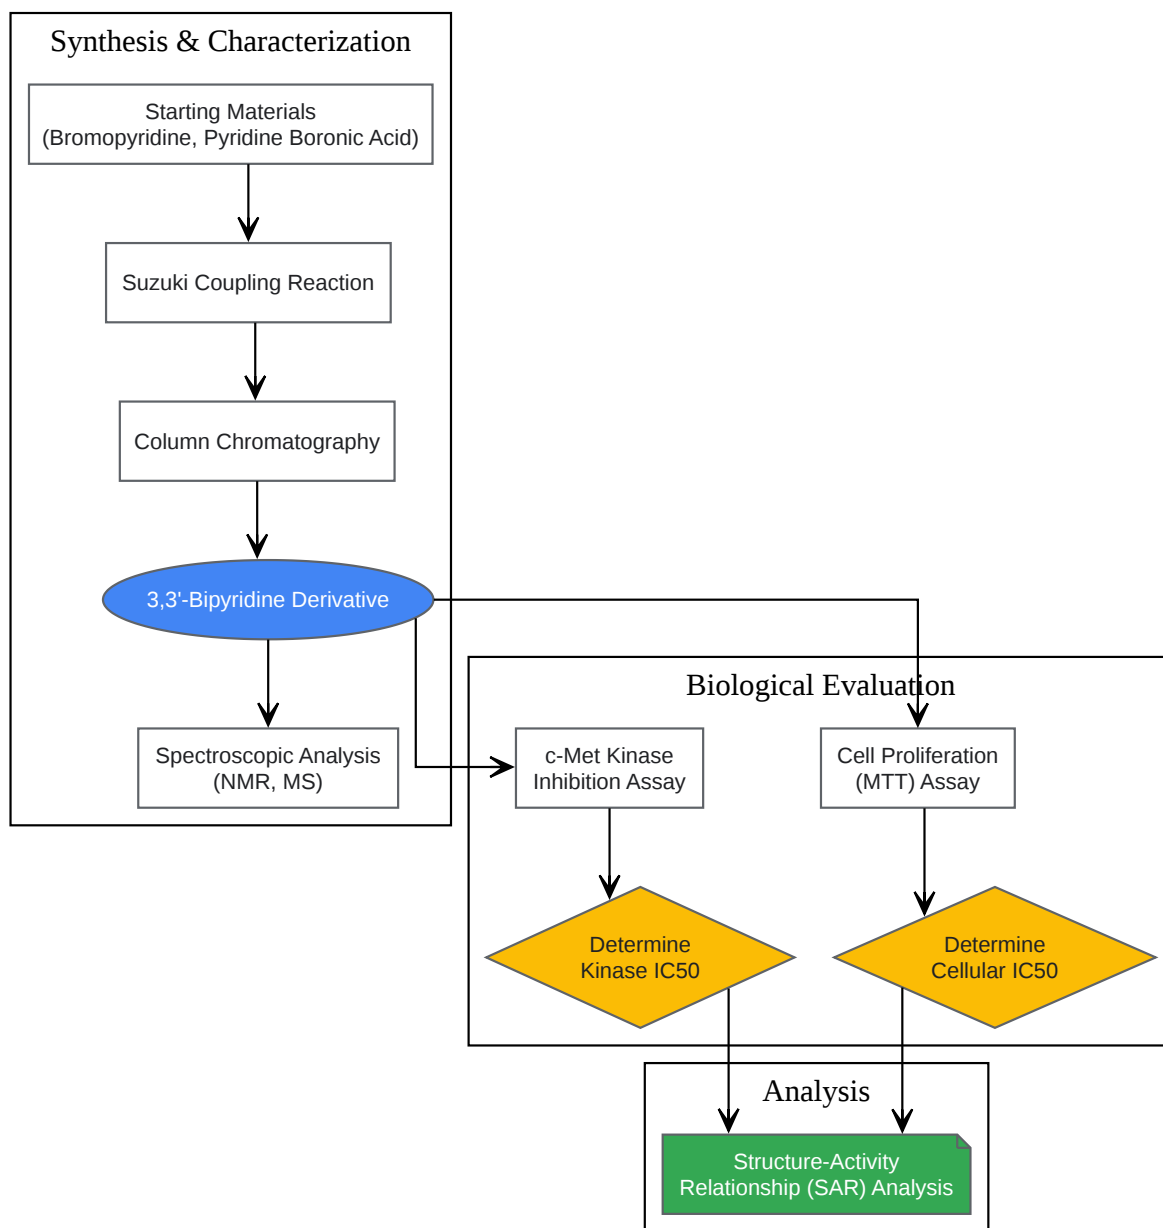 Synthesis & Characterization
Starting Materials
(Bromopyridine, Pyridine Boronic Acid)
Suzuki Coupling Reaction
Column Chromatography
3,3'-Bipyridine Derivative
Spectroscopic Analysis
(NMR, MS)
Biological Evaluation
c-Met Kinase
Inhibition Assay
Cell Proliferation
(MTT) Assay
Determine
Kinase IC50
Determine
Cellular IC50
Analysis
Structure-Activity
Relationship (SAR) Analysis